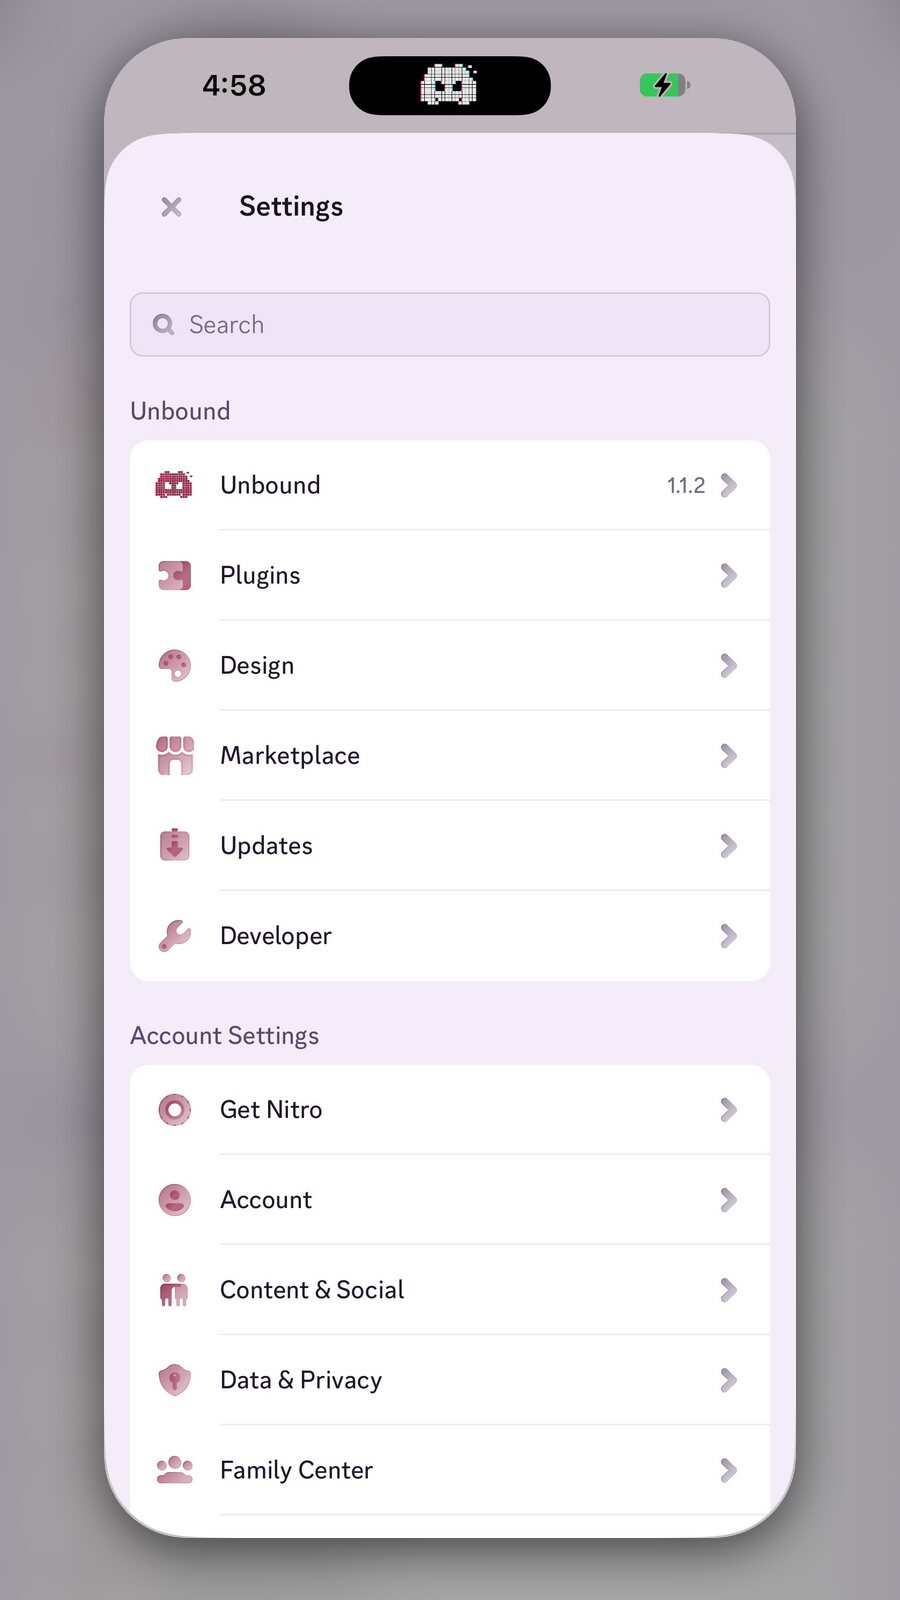 4:58
Settings
Search
Unbound
Unbound 1.1.2
Plugins
Design
Marketplace
Updates
Developer
Account Settings
Get Nitro
Account
Content & Social
Data & Privacy
Family Center